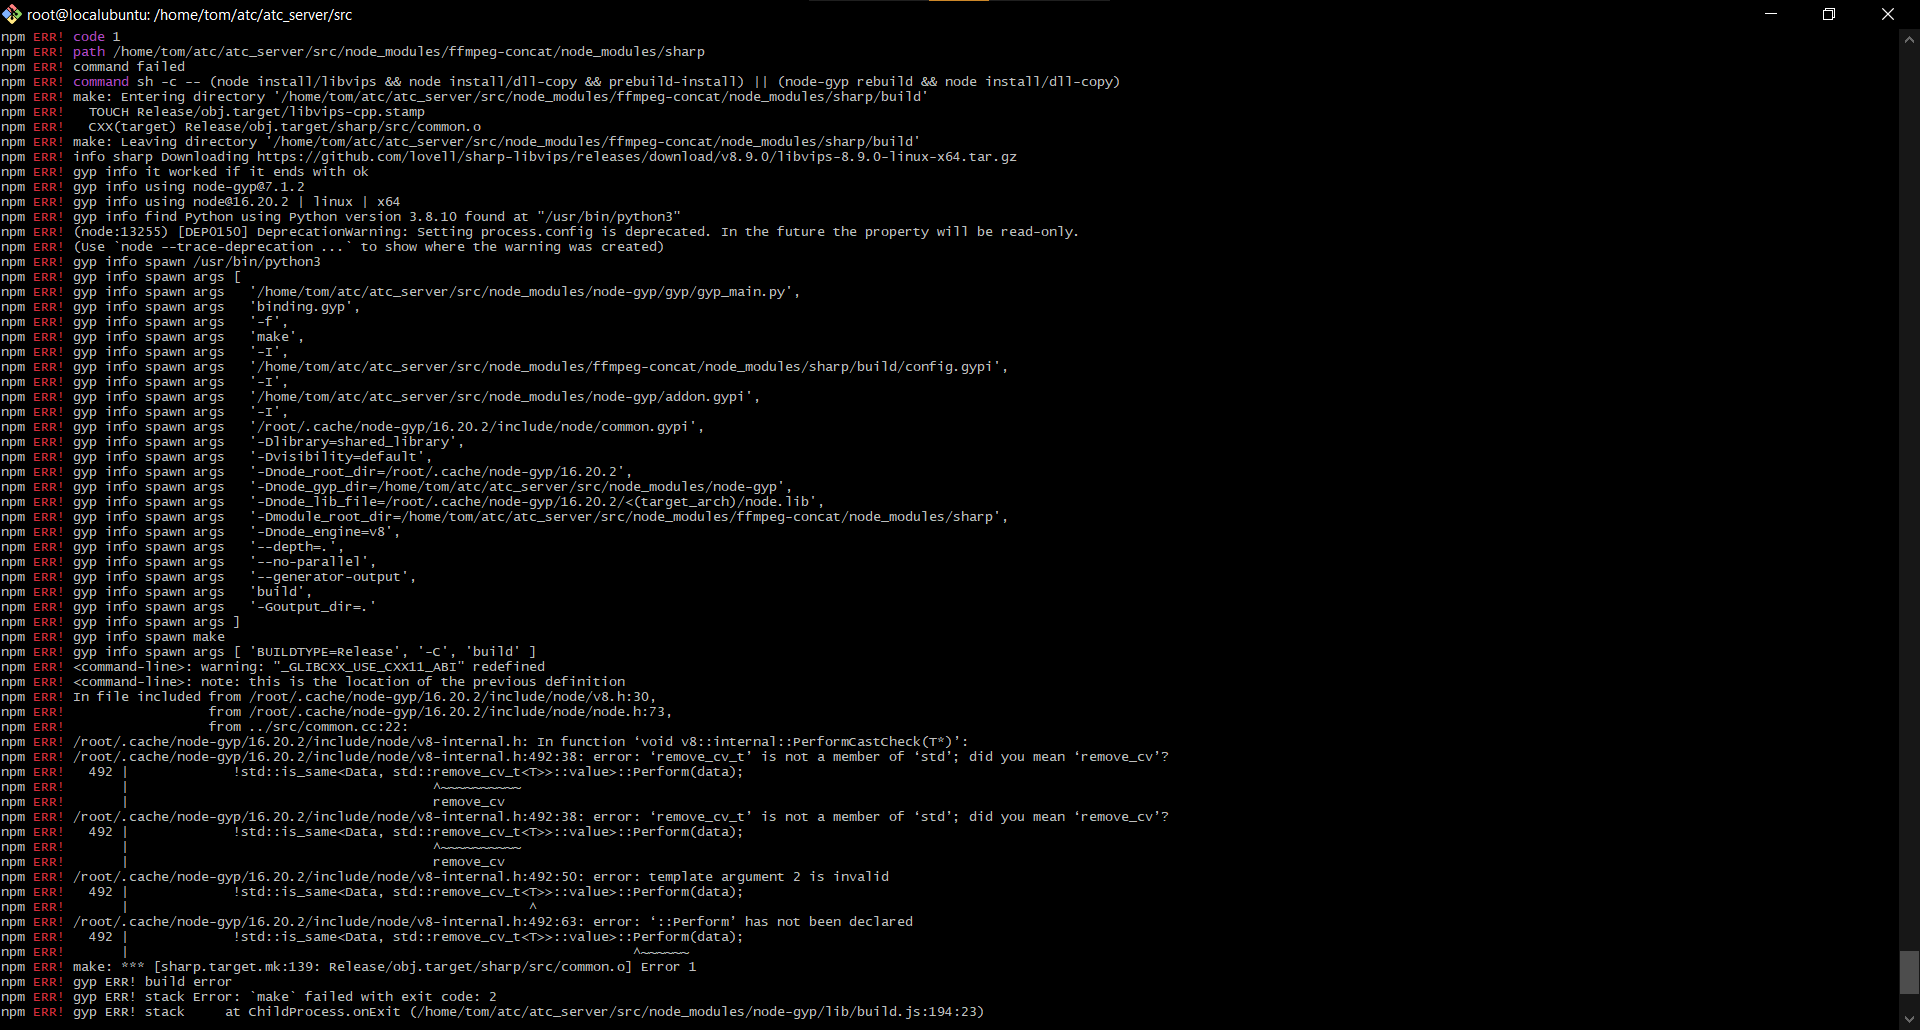 root@localubuntu: /home/tom/atc/atc_server/src
npm ERR! code 1
npm ERR! path /home/tom/atc/atc_server/src/node_modules/ffmpeg-concat/node_modules/sharp
npm ERR! command failed
npm ERR! command sh -c -- (node install/libvips && node install/dll-copy && prebuild-install) || (node-gyp rebuild && node install/dll-copy)
npm ERR! make: Entering directory '/home/tom/atc/atc_server/src/node_modules/ffmpeg-concat/node_modules/sharp/build'
npm ERR!   TOUCH Release/obj.target/libvips-cpp.stamp
npm ERR!   CXX(target) Release/obj.target/sharp/src/common.o
npm ERR! make: Leaving directory '/home/tom/atc/atc_server/src/node_modules/ffmpeg-concat/node_modules/sharp/build'
npm ERR! info sharp Downloading https://github.com/lovell/sharp-libvips/releases/download/v8.9.0/libvips-8.9.0-linux-x64.tar.gz
npm ERR! gyp info it worked if it ends with ok
npm ERR! gyp info using node-gyp@7.1.2
npm ERR! gyp info using node@16.20.2 | linux | x64
npm ERR! gyp info find Python using Python version 3.8.10 found at "/usr/bin/python3"
npm ERR! (node:13255) [DEP0150] DeprecationWarning: Setting process.config is deprecated. In the future the property will be read-only.
npm ERR! (Use `node --trace-deprecation ...` to show where the warning was created)
npm ERR! gyp info spawn /usr/bin/python3
npm ERR! gyp info spawn args [
npm ERR! gyp info spawn args   '/home/tom/atc/atc_server/src/node_modules/node-gyp/gyp/gyp_main.py',
npm ERR! gyp info spawn args   'binding.gyp',
npm ERR! gyp info spawn args   '-f',
npm ERR! gyp info spawn args   'make',
npm ERR! gyp info spawn args   '-I',
npm ERR! gyp info spawn args   '/home/tom/atc/atc_server/src/node_modules/ffmpeg-concat/node_modules/sharp/build/config.gypi',
npm ERR! gyp info spawn args   '-I',
npm ERR! gyp info spawn args   '/home/tom/atc/atc_server/src/node_modules/node-gyp/addon.gypi',
npm ERR! gyp info spawn args   '-I',
npm ERR! gyp info spawn args   '/root/.cache/node-gyp/16.20.2/include/node/common.gypi',
npm ERR! gyp info spawn args   '-Dlibrary=shared_library',
npm ERR! gyp info spawn args   '-Dvisibility=default',
npm ERR! gyp info spawn args   '-Dnode_root_dir=/root/.cache/node-gyp/16.20.2',
npm ERR! gyp info spawn args   '-Dnode_gyp_dir=/home/tom/atc/atc_server/src/node_modules/node-gyp',
npm ERR! gyp info spawn args   '-Dnode_lib_file=/root/.cache/node-gyp/16.20.2/<(target_arch)/node.lib',
npm ERR! gyp info spawn args   '-Dmodule_root_dir=/home/tom/atc/atc_server/src/node_modules/ffmpeg-concat/node_modules/sharp',
npm ERR! gyp info spawn args   '-Dnode_engine=v8',
npm ERR! gyp info spawn args   '--depth=.',
npm ERR! gyp info spawn args   '--no-parallel',
npm ERR! gyp info spawn args   '--generator-output',
npm ERR! gyp info spawn args   'build',
npm ERR! gyp info spawn args   '-Goutput_dir=.'
npm ERR! gyp info spawn args ]
npm ERR! gyp info spawn make
npm ERR! gyp info spawn args [ 'BUILDTYPE=Release', '-C', 'build' ]
npm ERR! <command-line>: warning: "_GLIBCXX_USE_CXX11_ABI" redefined
npm ERR! <command-line>: note: this is the location of the previous definition
npm ERR! In file included from /root/.cache/node-gyp/16.20.2/include/node/v8.h:30,
npm ERR!                  from /root/.cache/node-gyp/16.20.2/include/node/node.h:73,
npm ERR!                  from ../src/common.cc:22:
npm ERR! /root/.cache/node-gyp/16.20.2/include/node/v8-internal.h: In function ‘void v8::internal::PerformCastCheck(T*)’:
npm ERR! /root/.cache/node-gyp/16.20.2/include/node/v8-internal.h:492:38: error: ‘remove_cv_t’ is not a member of ‘std’; did you mean ‘remove_cv’?
npm ERR!   492 |             !std::is_same<Data, std::remove_cv_t<T>>::value>::Perform(data);
npm ERR!       |                                      ^~~~~~~~~~~
npm ERR!       |                                      remove_cv
npm ERR! /root/.cache/node-gyp/16.20.2/include/node/v8-internal.h:492:38: error: ‘remove_cv_t’ is not a member of ‘std’; did you mean ‘remove_cv’?
npm ERR!   492 |             !std::is_same<Data, std::remove_cv_t<T>>::value>::Perform(data);
npm ERR!       |                                      ^~~~~~~~~~~
npm ERR!       |                                      remove_cv
npm ERR! /root/.cache/node-gyp/16.20.2/include/node/v8-internal.h:492:50: error: template argument 2 is invalid
npm ERR!   492 |             !std::is_same<Data, std::remove_cv_t<T>>::value>::Perform(data);
npm ERR!       |                                                  ^
npm ERR! /root/.cache/node-gyp/16.20.2/include/node/v8-internal.h:492:63: error: ‘::Perform’ has not been declared
npm ERR!   492 |             !std::is_same<Data, std::remove_cv_t<T>>::value>::Perform(data);
npm ERR!       |                                                               ^~~~~~~
npm ERR! make: *** [sharp.target.mk:139: Release/obj.target/sharp/src/common.o] Error 1
npm ERR! gyp ERR! build error
npm ERR! gyp ERR! stack Error: `make` failed with exit code: 2
npm ERR! gyp ERR! stack     at ChildProcess.onExit (/home/tom/atc/atc_server/src/node_modules/node-gyp/lib/build.js:194:23)